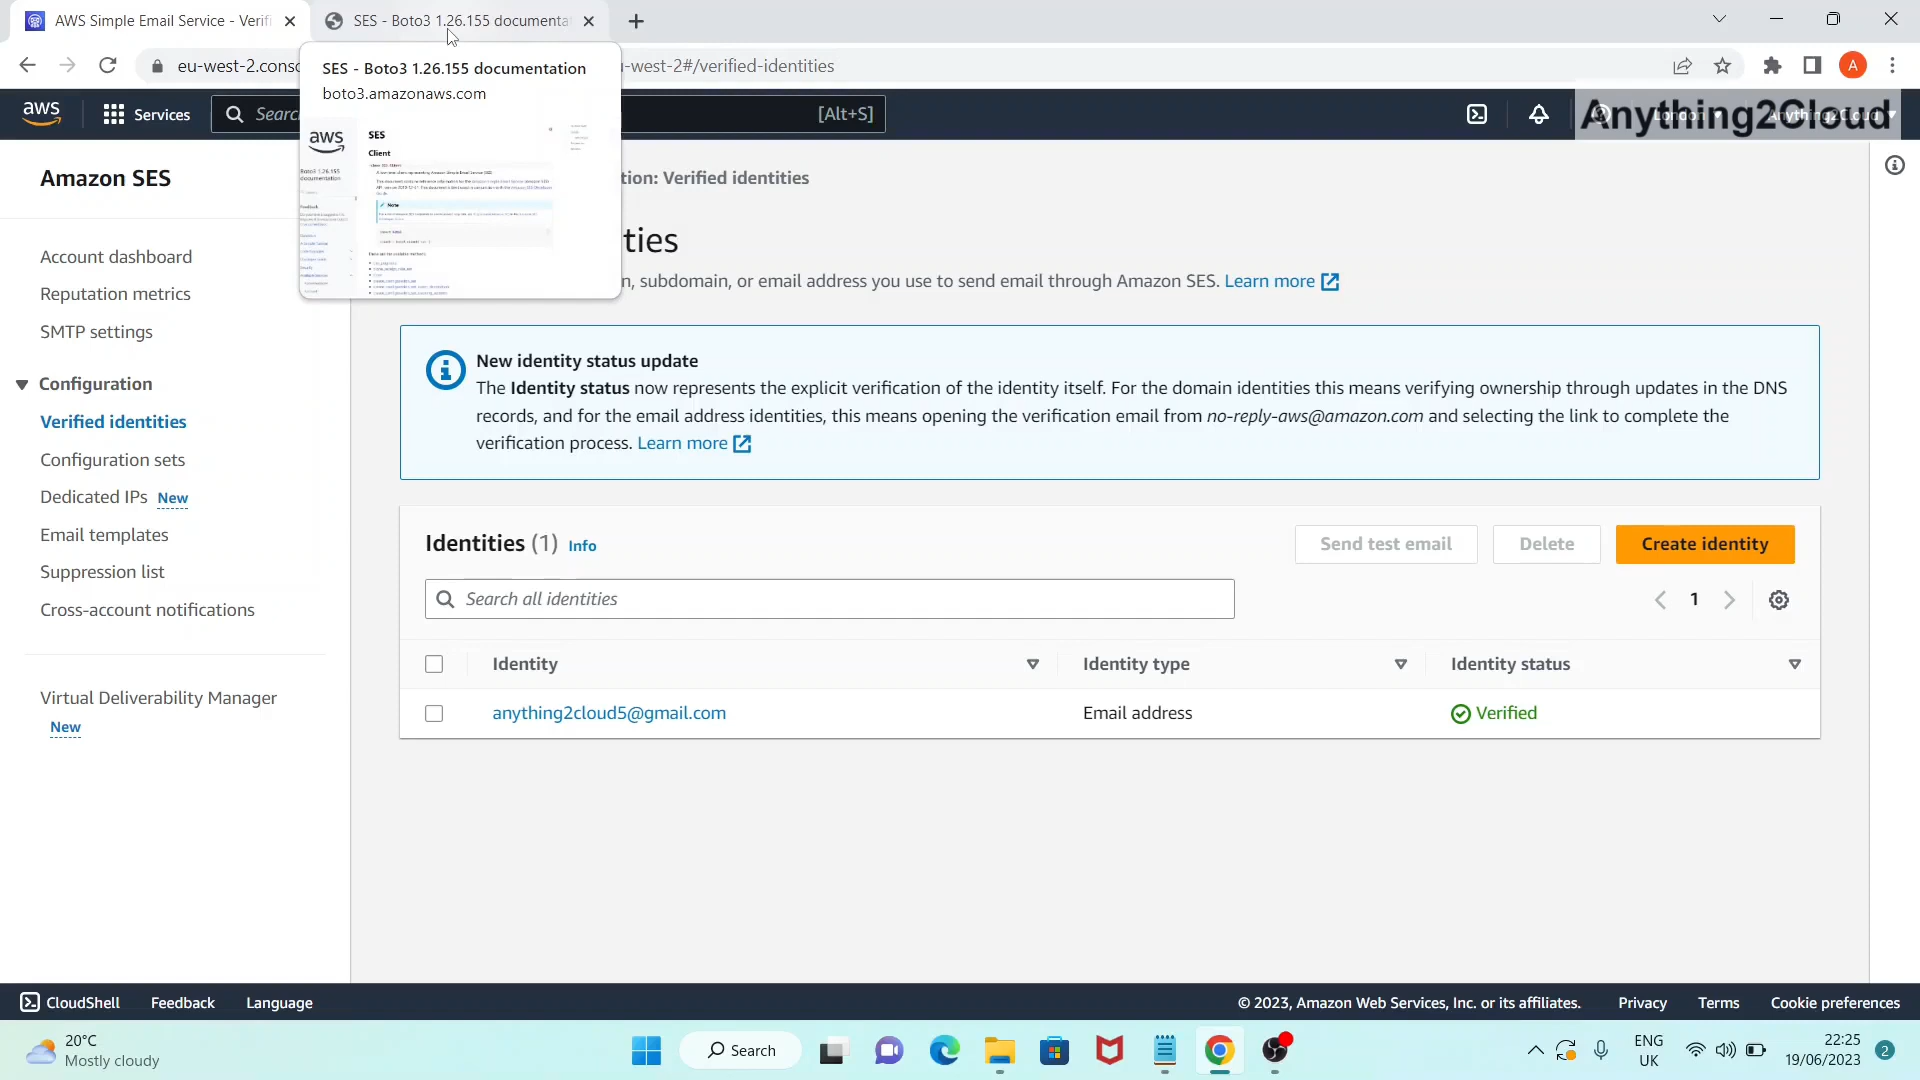 AWS Simple Email Service - Verifi
SES - Boto3 1.26.155 documenta
eu-west-2.consc
-west-2#/verified-identities
SES - Boto3 1.26.155 documentation
boto3.amazonaws.com
A
aws
Services
Searc
[Alt+S]
Anything2Cloud
aws
SES
Client
Boto3 1.26.155
documentation
Note
Amazon SES
Account dashboard
Reputation metrics
SMTP settings
Configuration
Verified identities
Configuration sets
Dedicated IPs New
Email templates
Suppression list
Cross-account notifications
Virtual Deliverability Manager
New
tion: Verified identities
ties
n, subdomain, or email address you use to send email through Amazon SES. Learn more
New identity status update
The Identity status now represents the explicit verification of the identity itself. For the domain identities this means verifying ownership through updates in the DNS
records, and for the email address identities, this means opening the verification email from no-reply-aws@amazon.com and selecting the link to complete the
verification process. Learn more
Identities (1) Info
Send test email
Delete
Create identity
Search all identities
1
Identity
Identity type
Identity status
anything2cloud5@gmail.com
Email address
Verified
CloudShell
Feedback
Language
© 2023, Amazon Web Services, Inc. or its affiliates.
Privacy
Terms
Cookie preferences
20°C
Mostly cloudy
Search
ENG
UK
22:25
19/06/2023
2